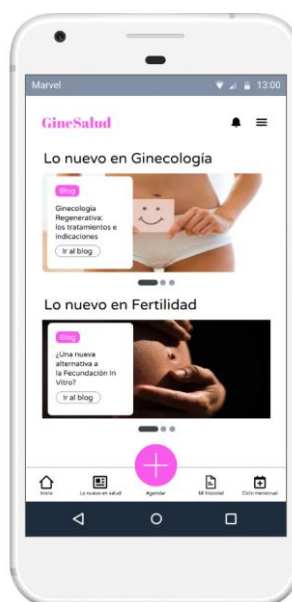 Marvel
13:00
GineSalud
Lo nuevo en Ginecología
Blog
Ginecología
Regenerativa:
los tratamientos e
indicaciones
Ir al blog
Lo nuevo en Fertilidad
Blog
¿Una nueva
alternativa a
la Fecundación In
Vitro?
Ir al blog
Inicio
Lo nuevo en salud
Agendar
Mi historial
Ciclo menstrual